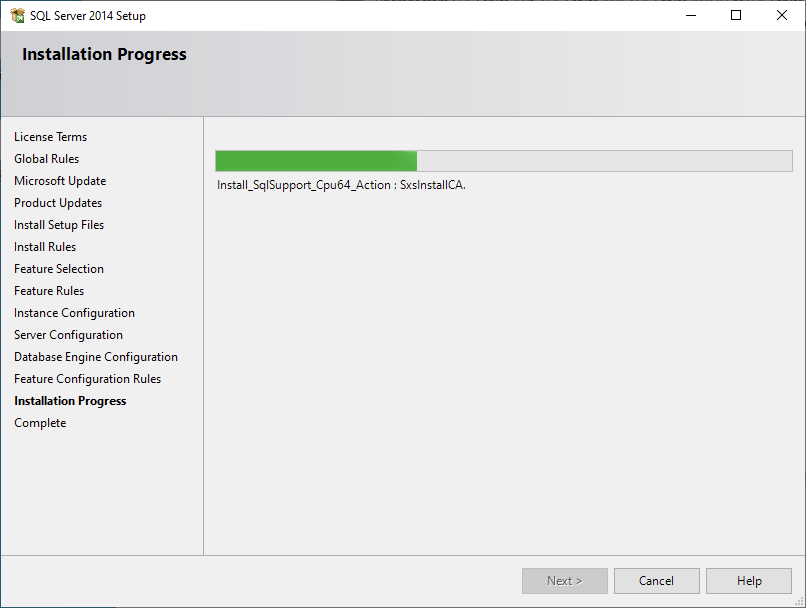 SQL Server 2014 Setup
Installation Progress
License Terms
Global Rules
Microsoft Update
Product Updates
Install Setup Files
Install Rules
Feature Selection
Feature Rules
Instance Configuration
Server Configuration
Database Engine Configuration
Feature Configuration Rules
Installation Progress
Complete
Install_SqlSupport_Cpu64_Action : SxsInstallCA.
Next >
Cancel
Help